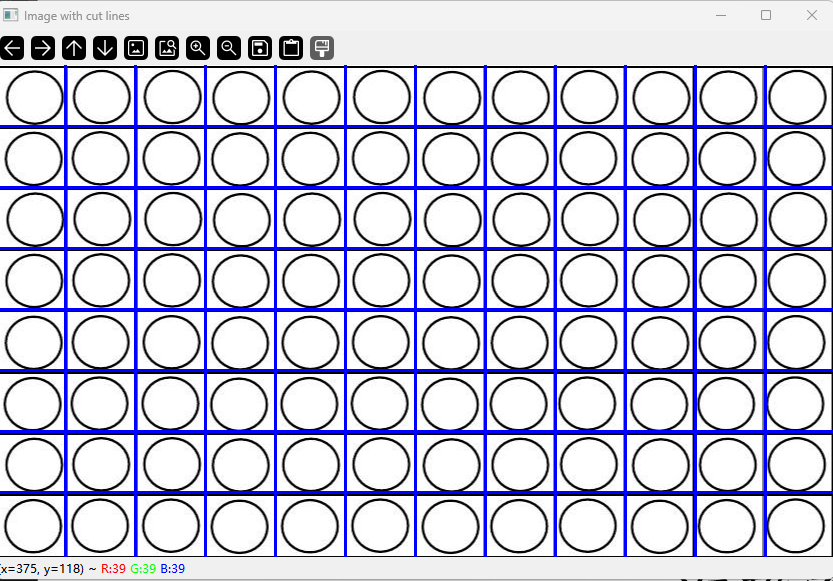 Image with cut lines
(x=375, y=118) ~ R:39 G:39 B:39